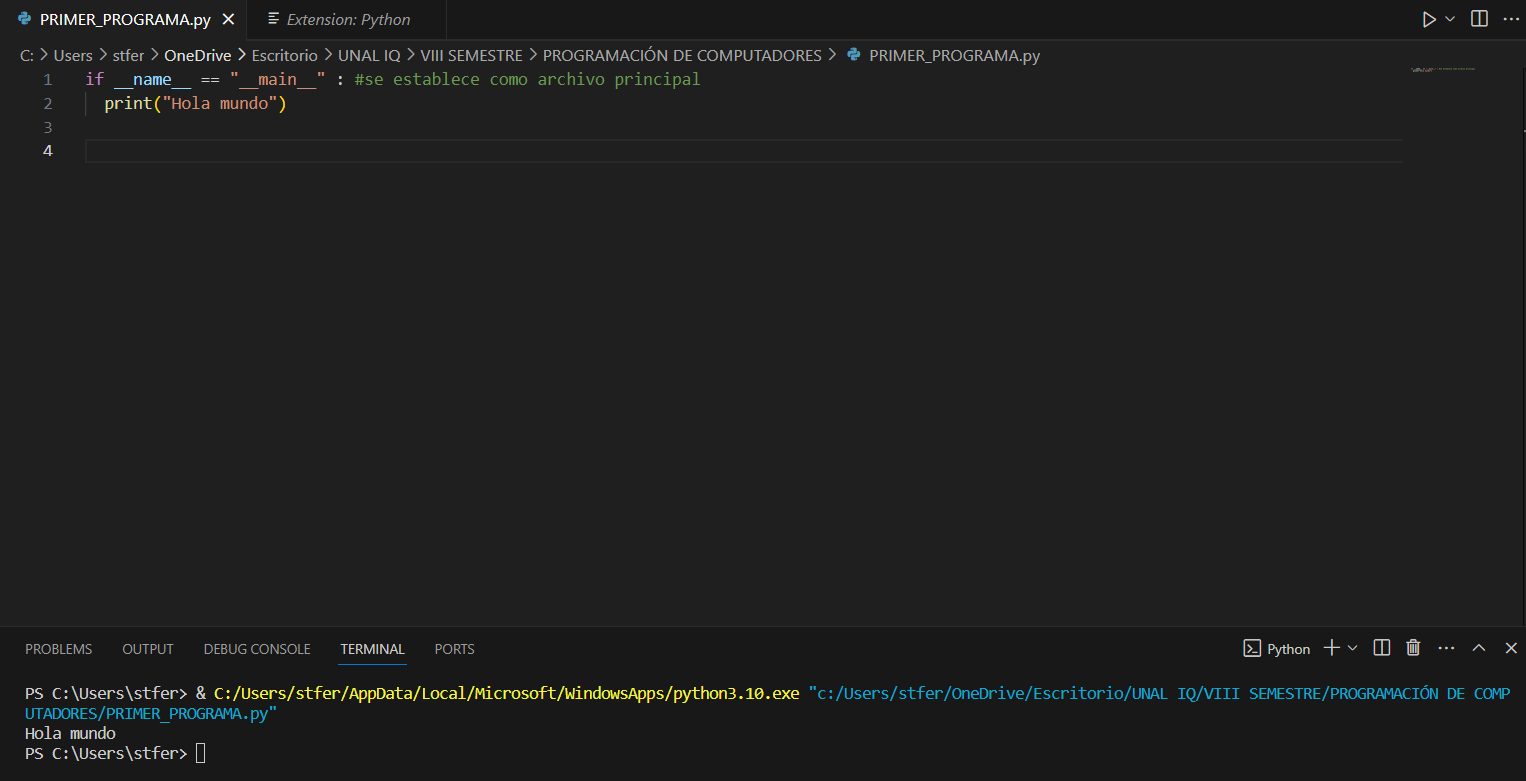 PRIMER_PROGRAMA.py
Extension: Python
C: > Users > stfer > OneDrive > Escritorio > UNAL IQ > VIII SEMESTRE > PROGRAMACIÓN DE COMPUTADORES > PRIMER_PROGRAMA.py
1 if __name__ == "__main__" : #se establece como archivo principal
2 print("Hola mundo")
3
4
PROBLEMS OUTPUT DEBUG CONSOLE TERMINAL PORTS
Python
PS C:\Users\stfer> & C:/Users/stfer/AppData/Local/Microsoft/WindowsApps/python3.10.exe "c:/Users/stfer/OneDrive/Escritorio/UNAL IQ/VIII SEMESTRE/PROGRAMACIÓN DE COMP
UTADORES/PRIMER_PROGRAMA.py"
Hola mundo
PS C:\Users\stfer>